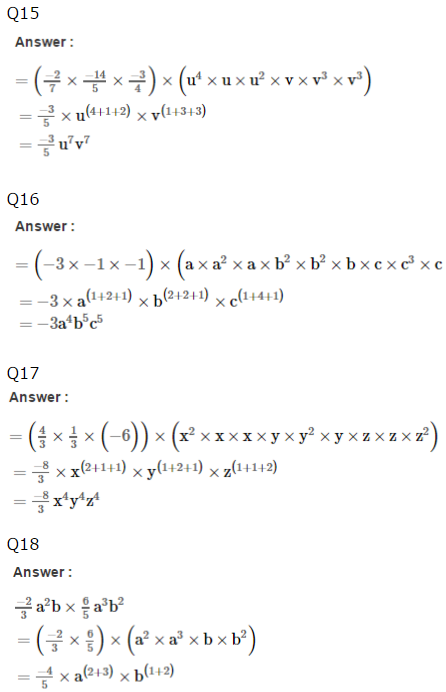 Q15
Answer :
= (-2/7 × -14/5 × -3/4) × (u⁴ × u × u² × v × v³ × v³)
= -3/5 × u^(4+1+2) × v^(1+3+3)
= -3/5 u⁷v⁷
Q16
Answer :
= (-3 × -1 × -1) × (a × a² × a × b² × b² × b × c × c³ × c
= -3 × a^(1+2+1) × b^(2+2+1) × c^(1+4+1)
= -3a⁴b⁵c⁵
Q17
Answer :
= (4/3 × 1/3 × (-6)) × (x² × x × x × y × y² × y × z × z × z²)
= -8/3 × x^(2+1+1) × y^(1+2+1) × z^(1+1+2)
= -8/3 x⁴y⁴z⁴
Q18
Answer :
-2/3 a²b × 6/5 a³b²
= (-2/3 × 6/5) × (a² × a³ × b × b²)
= -4/5 × a^(2+3) × b^(1+2)